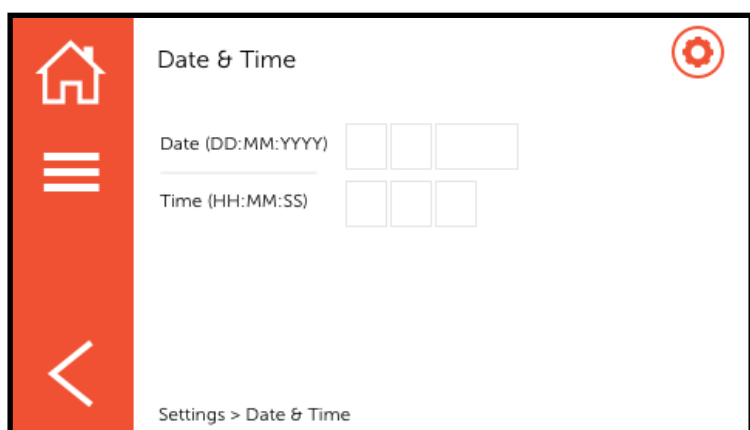 Date & Time
Date (DD:MM:YYYY)
Time (HH:MM:SS)
Settings > Date & Time